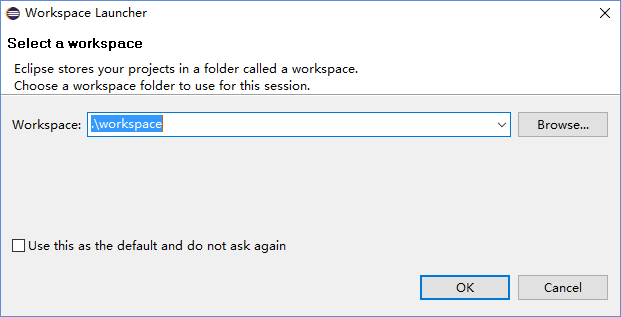 Workspace Launcher
Select a workspace
Eclipse stores your projects in a folder called a workspace.
Choose a workspace folder to use for this session.
Workspace: .\workspace Browse...
Use this as the default and do not ask again
OK Cancel